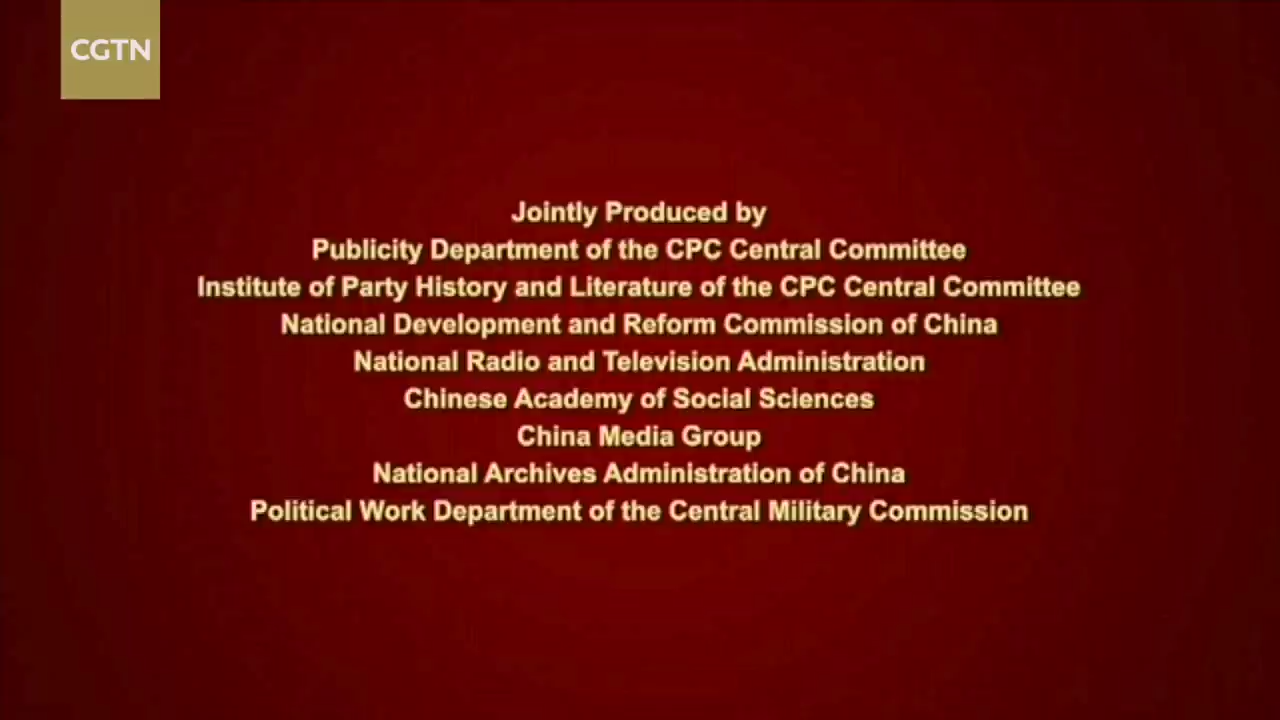 CGTN
Jointly Produced by
Publicity Department of the CPC Central Committee
Institute of Party History and Literature of the CPC Central Committee
National Development and Reform Commission of China
National Radio and Television Administration
Chinese Academy of Social Sciences
China Media Group
National Archives Administration of China
Political Work Department of the Central Military Commission